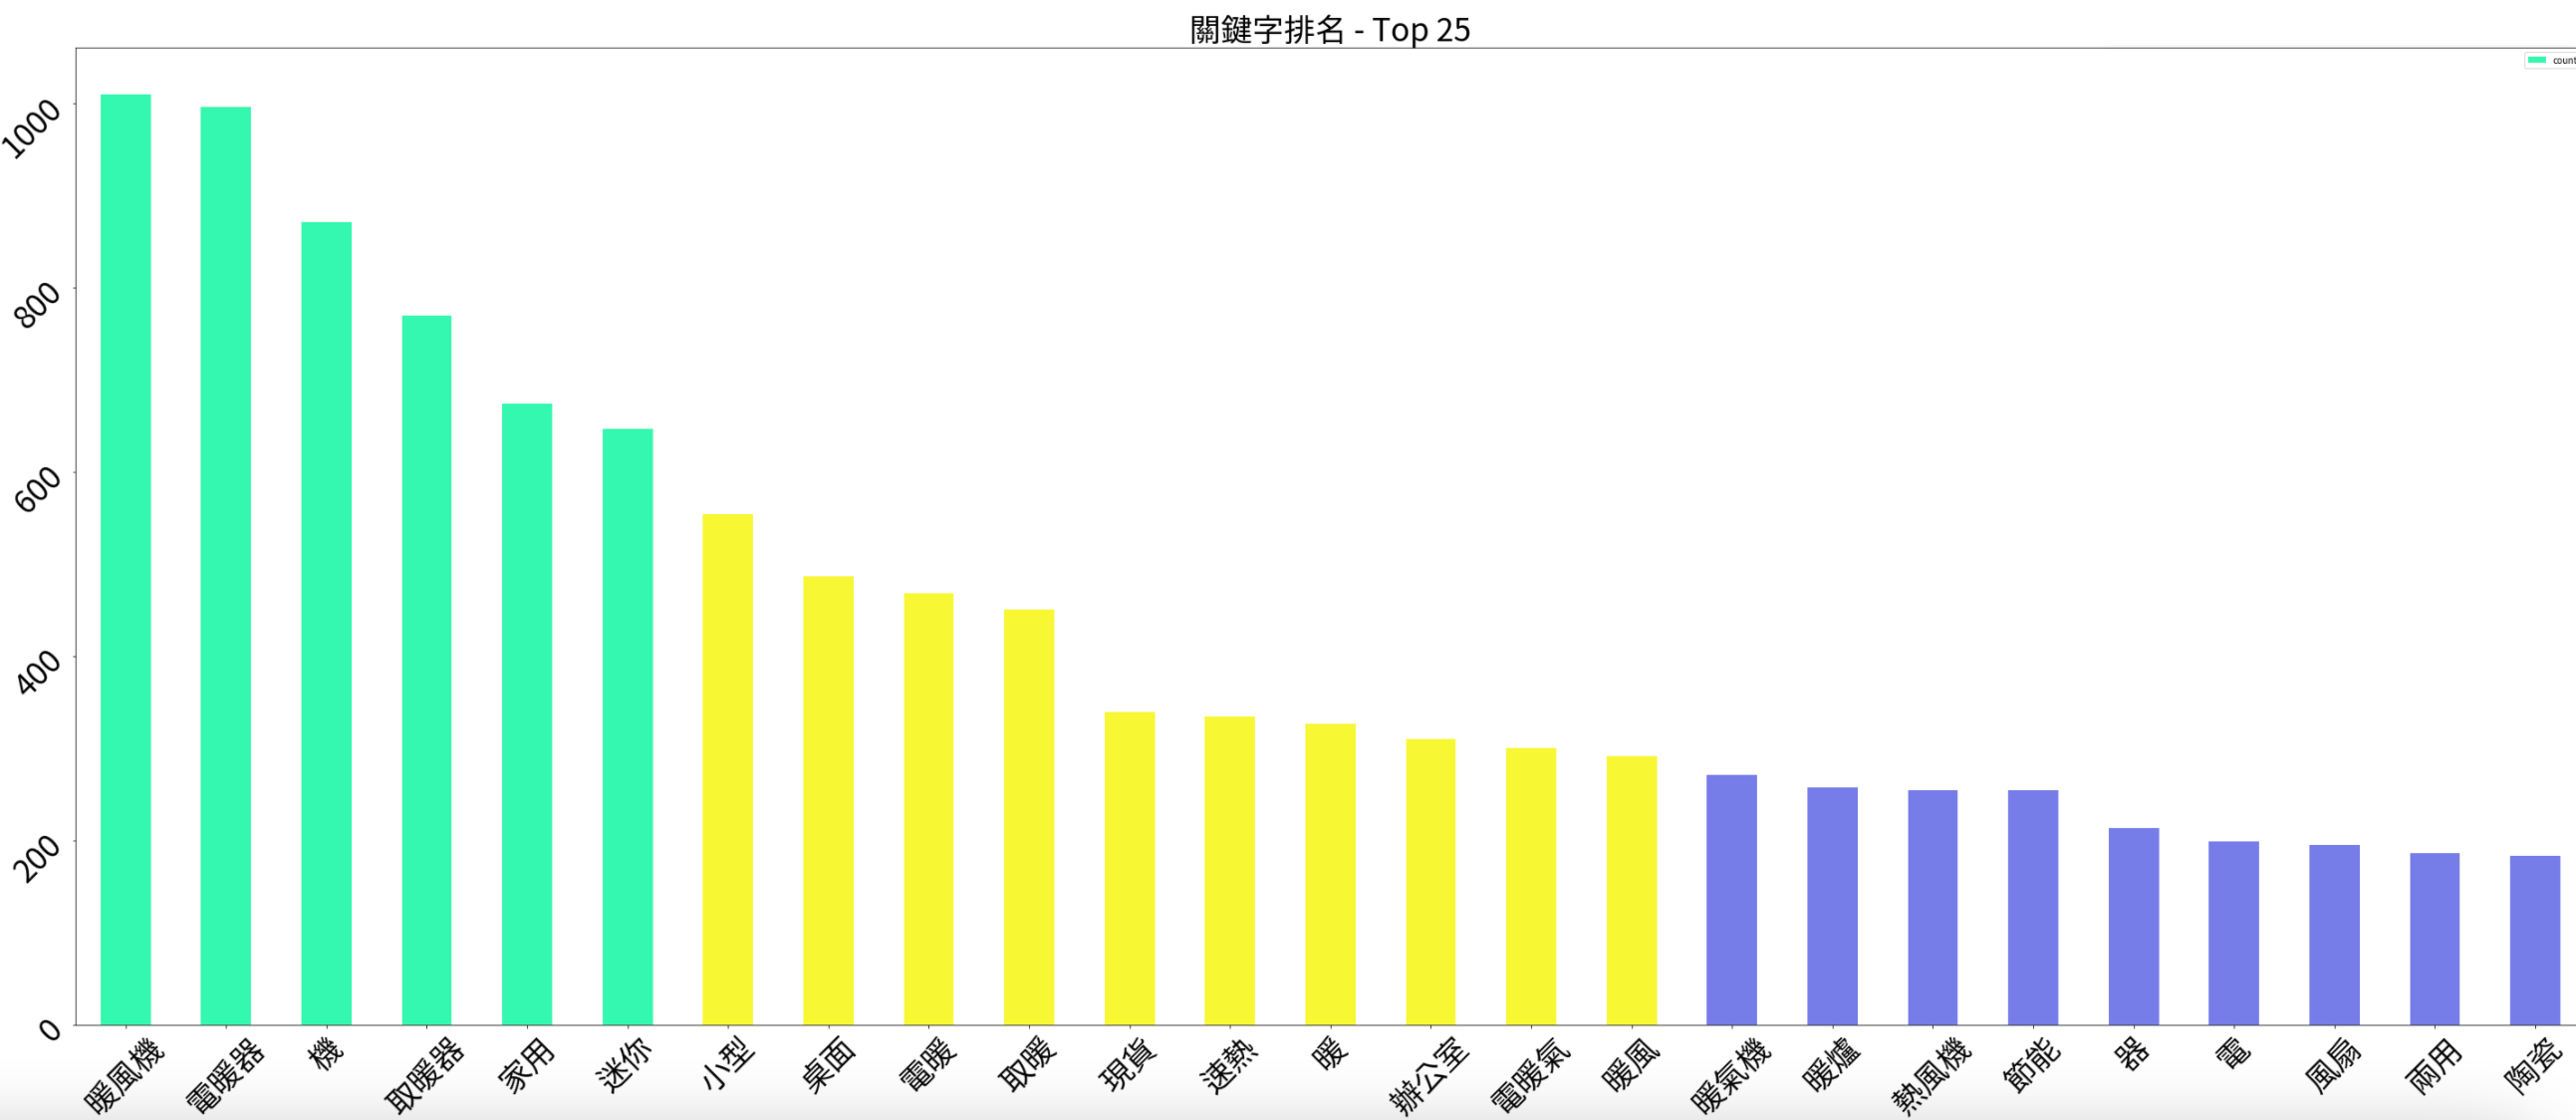 關鍵字排名 - Top 25
count
1000
800
600
400
200
0
暖風機
電暖器
機
取暖器
家用
迷你
小型
桌面
電暖
取暖
現貨
速熱
暖
辦公室
電暖氣
暖風
暖氣機
暖爐
熱風機
節能
器
電
風扇
兩用
陶瓷